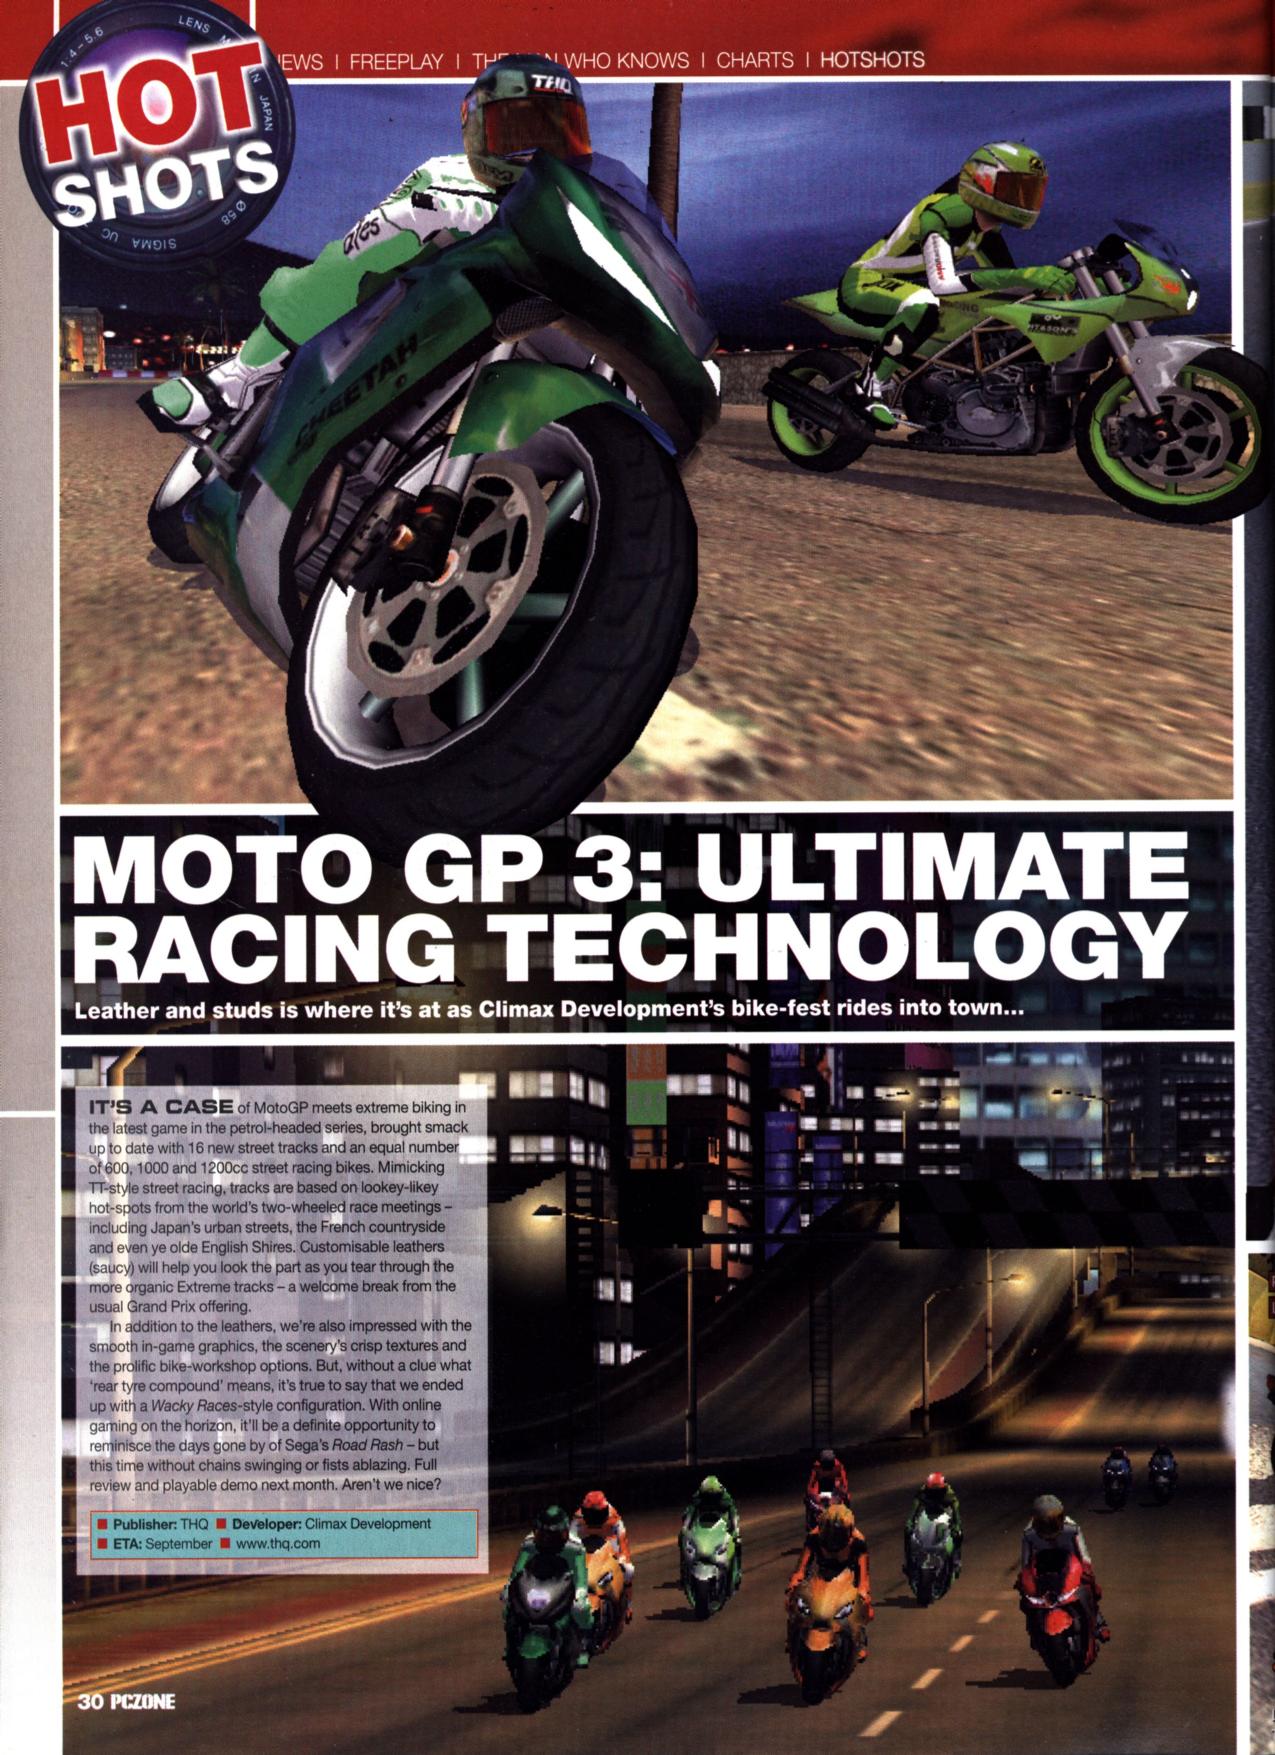 NEWS | FREEPLAY | THE MAN WHO KNOWS | CHARTS | HOTSHOTS
1:4-5.6
LENS
JAPAN
Ø58
SIGMA UC
HOT
SHOTS
THQ
CHEETAH
MOTO GP 3: ULTIMATE
RACING TECHNOLOGY
Leather and studs is where it's at as Climax Development's bike-fest rides into town...
IT'S A CASE of MotoGP meets extreme biking in
the latest game in the petrol-headed series, brought smack
up to date with 16 new street tracks and an equal number
of 600, 1000 and 1200cc street racing bikes. Mimicking
TT-style street racing, tracks are based on lookey-likey
hot-spots from the world's two-wheeled race meetings –
including Japan's urban streets, the French countryside
and even ye olde English Shires. Customisable leathers
(saucy) will help you look the part as you tear through the
more organic Extreme tracks – a welcome break from the
usual Grand Prix offering.
In addition to the leathers, we're also impressed with the
smooth in-game graphics, the scenery's crisp textures and
the prolific bike-workshop options. But, without a clue what
'rear tyre compound' means, it's true to say that we ended
up with a Wacky Races-style configuration. With online
gaming on the horizon, it'll be a definite opportunity to
reminisce the days gone by of Sega's Road Rash – but
this time without chains swinging or fists ablazing. Full
review and playable demo next month. Aren't we nice?
■ Publisher: THQ ■ Developer: Climax Development
■ ETA: September ■ www.thq.com
30 PCZONE